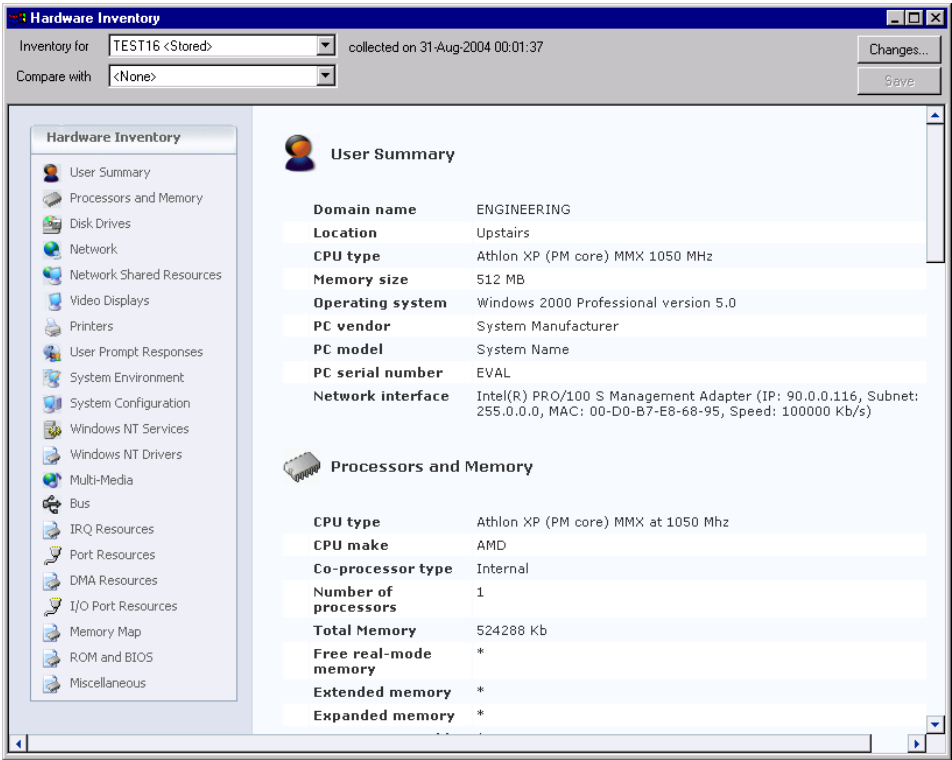 Hardware Inventory
Inventory for TEST16 <Stored> collected on 31-Aug-2004 00:01:37 Changes...
Compare with <None> Save
Hardware Inventory
User Summary
Processors and Memory
Disk Drives
Network
Network Shared Resources
Video Displays
Printers
User Prompt Responses
System Environment
System Configuration
Windows NT Services
Windows NT Drivers
Multi-Media
Bus
IRQ Resources
Port Resources
DMA Resources
I/O Port Resources
Memory Map
ROM and BIOS
Miscellaneous
User Summary
Domain name ENGINEERING
Location Upstairs
CPU type Athlon XP (PM core) MMX 1050 MHz
Memory size 512 MB
Operating system Windows 2000 Professional version 5.0
PC vendor System Manufacturer
PC model System Name
PC serial number EVAL
Network interface Intel(R) PRO/100 S Management Adapter (IP: 90.0.0.116, Subnet:
255.0.0.0, MAC: 00-D0-B7-E8-68-95, Speed: 100000 Kb/s)
Processors and Memory
CPU type Athlon XP (PM core) MMX at 1050 Mhz
CPU make AMD
Co-processor type Internal
Number of 1
processors
Total Memory 524288 Kb
Free real-mode *
memory
Extended memory *
Expanded memory *